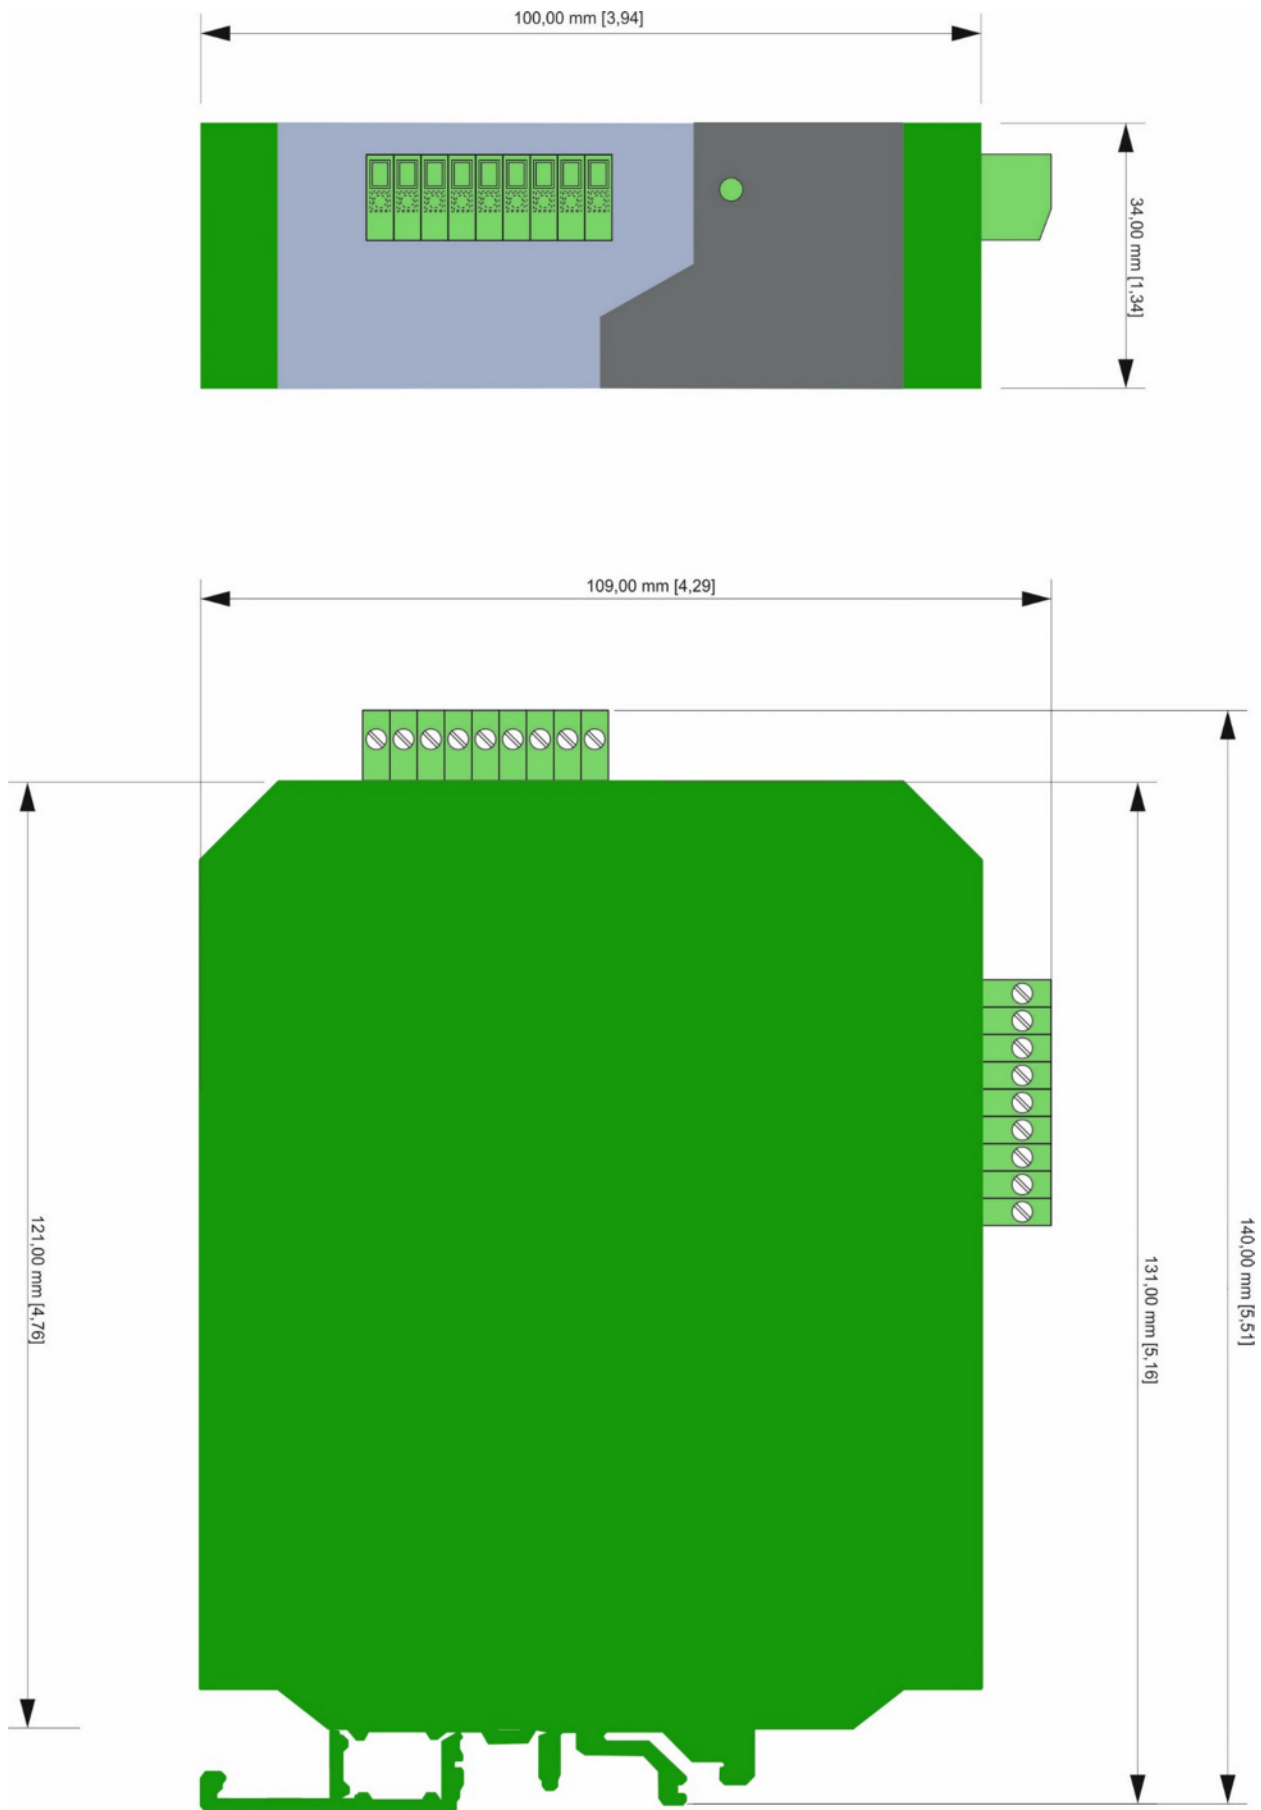 100,00 mm [3,94]
34,00 mm [1,34]
109,00 mm [4,29]
121,00 mm [4,76]
131,00 mm [5,16]
140,00 mm [5,51]